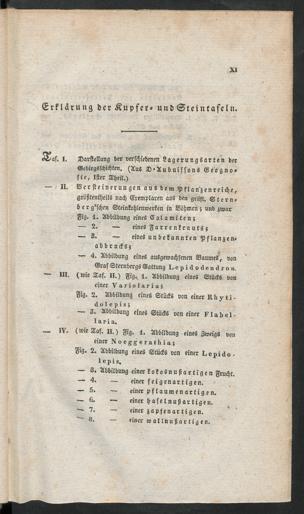 XI
Erklärung der Kupfer- und Steintafeln.
Taf. I. Darstellung der verschiedenen Lagerungsarten der
Gebirgsschichten, (Aus D'Aubuissons Geogno-
sie, 1ster Theil.)
— II. Versteinerungen aus dem Pflanzenreiche,
größtentheils nach Exemplaren aus den gräfl. Stern-
berg'schen Steinkohlenwerken in Böhmen; und zwar
Fig. 1. Abbildung eines Calamiten;
— 2. — eines Farrenkrauts;
— 3. — eines unbekannten Pflanzen-
abdrucks;
— 4. Abbildung eines ausgewachsenen Baumes, von
Graf Sternbergs Gattung Lepidodendron.
— III. (wie Taf. II.) Fig. 1. Abbildung eines Stücks von
einer Variolaria;
Fig. 2. Abbildung eines Stücks von einer Rhyti-
dolepis;
— 3. Abbildung eines Stücks von einer Flabel-
laria.
— IV. (wie Taf. II.) Fig. 1. Abbildung eines Zweigs von
einer Noeggerathia;
Fig. 2. Abbildung eines Stücks von einer Lepido-
lepis.
— 3. Abbildung einer kokosnußartigen Frucht.
— 4. — einer feigenartigen.
— 5. — einer pflaumenartigen.
— 6. — einer haselnußartigen.
— 7. — einer zapfenartigen.
— 8. — einer wallnußartigen.